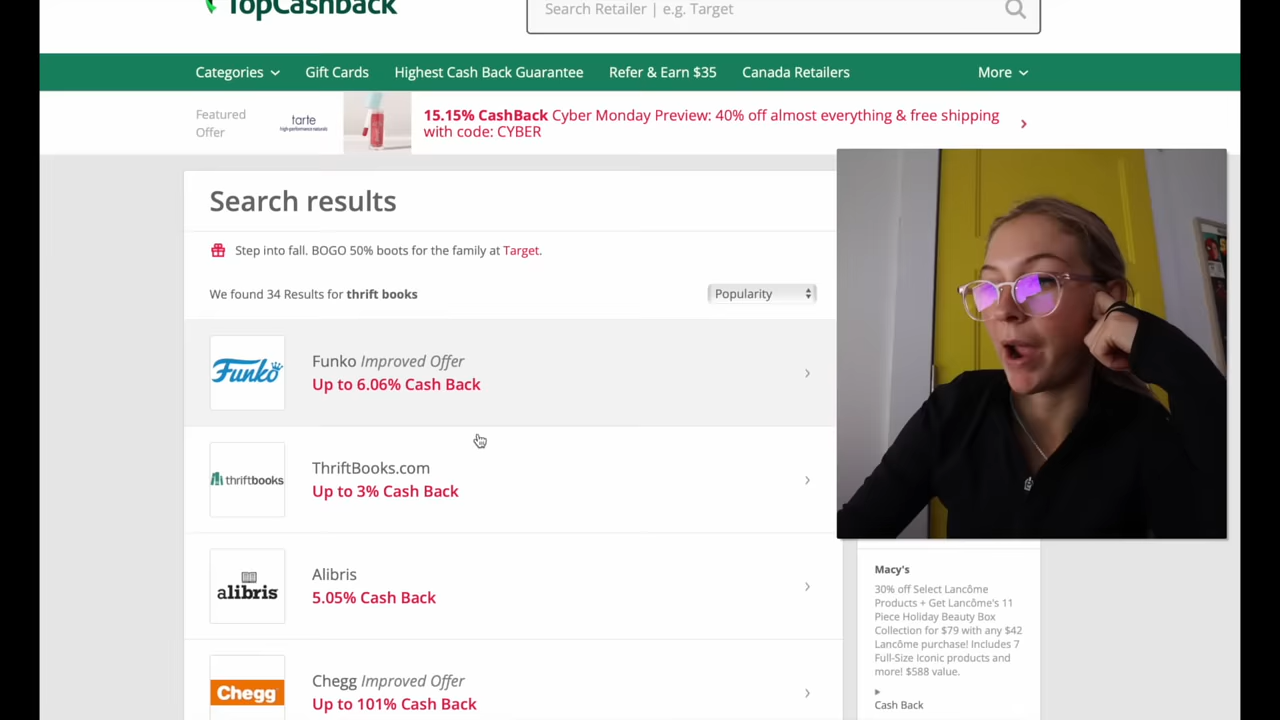 TopCashback
Search Retailer | e.g. Target
Categories
Gift Cards
Highest Cash Back Guarantee
Refer & Earn $35
Canada Retailers
More
Featured
Offer
tarte
high-performance naturals
15.15% CashBack Cyber Monday Preview: 40% off almost everything & free shipping
with code: CYBER
Search results
Step into fall. BOGO 50% boots for the family at Target.
We found 34 Results for thrift books
Popularity
Funko
Funko Improved Offer
Up to 6.06% Cash Back
thriftbooks
ThriftBooks.com
Up to 3% Cash Back
alibris
Alibris
5.05% Cash Back
Chegg
Chegg Improved Offer
Up to 101% Cash Back
Macy's
30% off Select Lancôme
Products + Get Lancôme's 11
Piece Holiday Beauty Box
Collection for $79 with any $42
Lancôme purchase! Includes 7
Full-Size Iconic products and
more! $588 value.
Cash Back